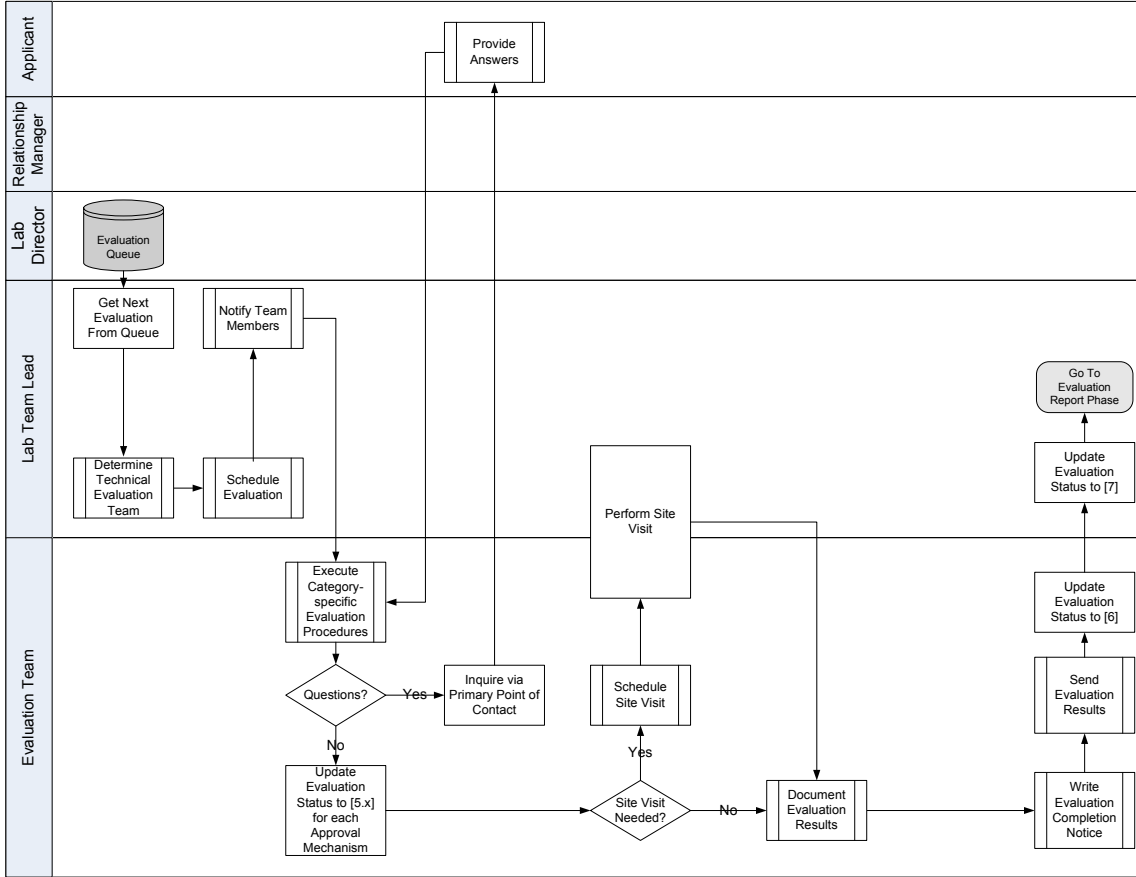 Applicant
Provide
Answers
Relationship
Manager
Lab
Director
Evaluation
Queue
Lab Team Lead
Get Next
Evaluation
From Queue
Notify Team
Members
Determine
Technical
Evaluation
Team
Schedule
Evaluation
Perform Site
Visit
Go To
Evaluation
Report Phase
Update
Evaluation
Status to [7]
Evaluation Team
Execute
Category-
specific
Evaluation
Procedures
Questions?
Yes
Inquire via
Primary Point of
Contact
No
Update
Evaluation
Status to [5.x]
for each
Approval
Mechanism
Schedule
Site Visit
Yes
Site Visit
Needed?
No
Document
Evaluation
Results
Update
Evaluation
Status to [6]
Send
Evaluation
Results
Write
Evaluation
Completion
Notice